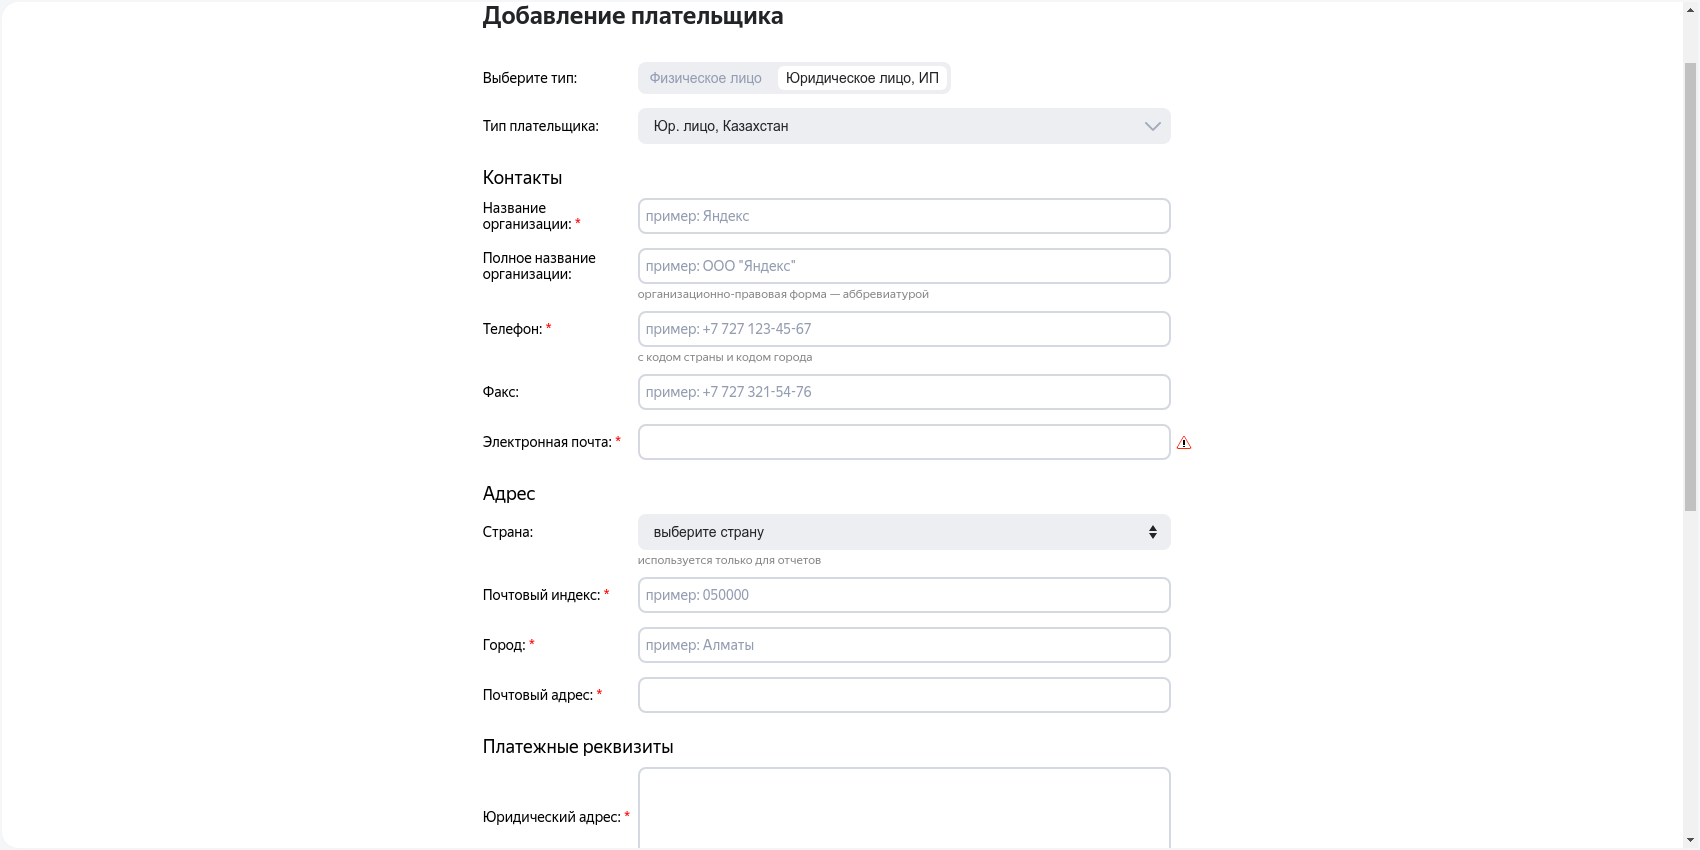 Добавление плательщика
Выберите тип:
Физическое лицо
Юридическое лицо, ИП
Тип плательщика:
Юр. лицо, Казахстан
Контакты
Название
организации: *
пример: Яндекс
Полное название
организации:
пример: ООО "Яндекс"
организационно-правовая форма — аббревиатурой
Телефон: *
пример: +7 727 123-45-67
с кодом страны и кодом города
Факс:
пример: +7 727 321-54-76
Электронная почта: *
Адрес
Страна:
выберите страну
используется только для отчетов
Почтовый индекс: *
пример: 050000
Город: *
пример: Алматы
Почтовый адрес: *
Платежные реквизиты
Юридический адрес: *